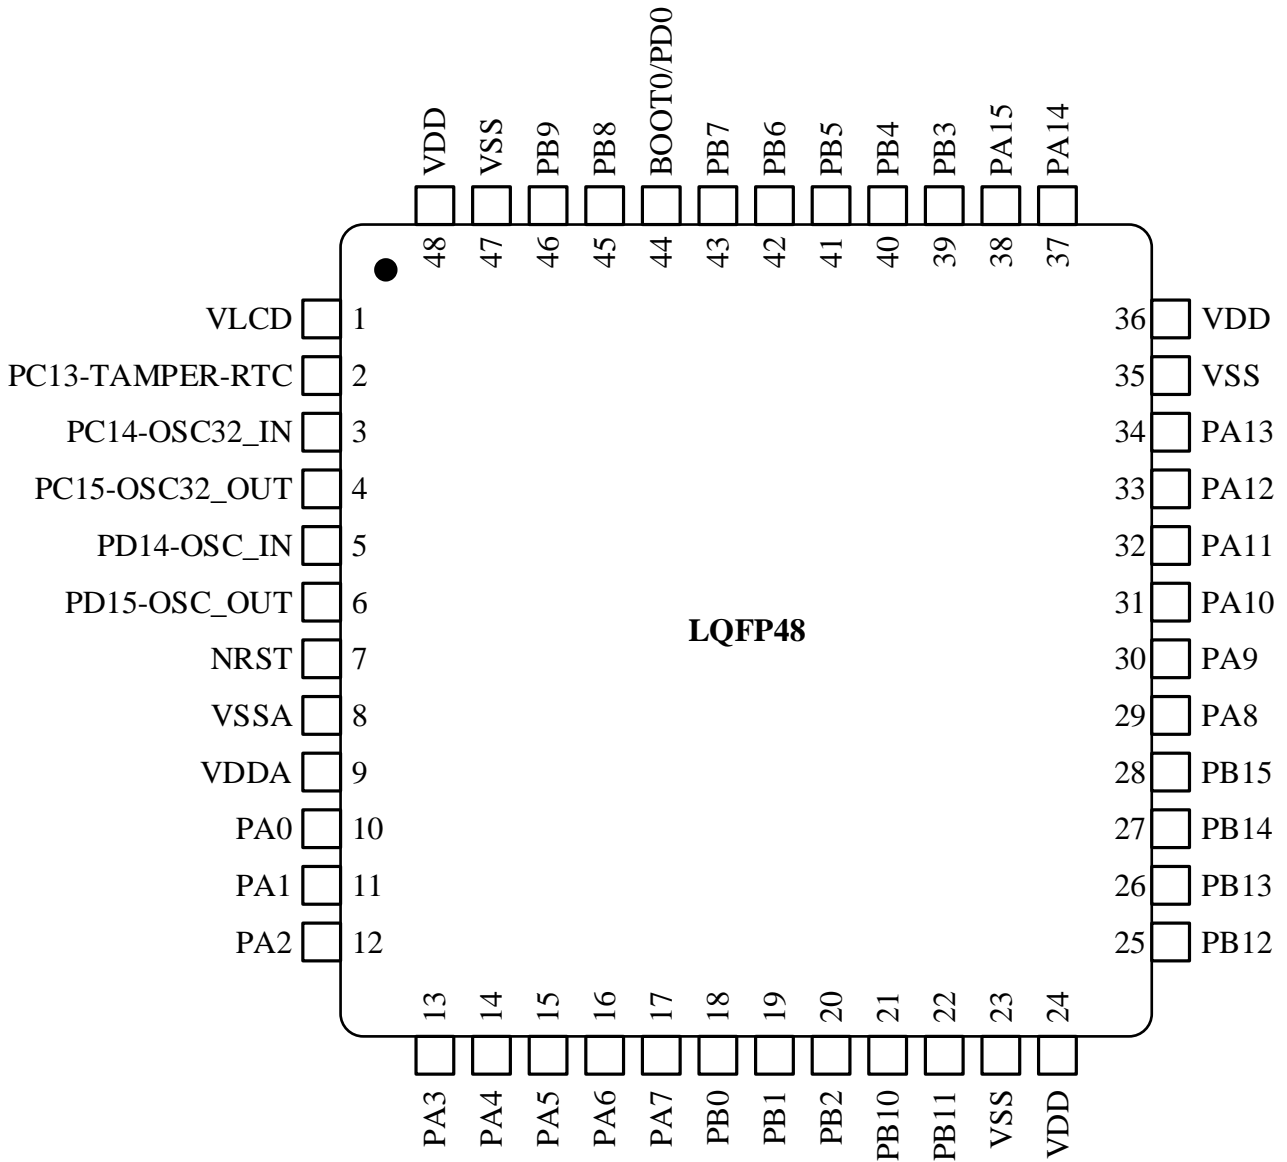 VDD VSS PB9 PB8 BOOT0/PD0 PB7 PB6 PB5 PB4 PB3 PA15 PA14
48 47 46 45 44 43 42 41 40 39 38 37
VLCD 1 36 VDD
PC13-TAMPER-RTC 2 35 VSS
PC14-OSC32_IN 3 34 PA13
PC15-OSC32_OUT 4 33 PA12
PD14-OSC_IN 5 32 PA11
PD15-OSC_OUT 6 31 PA10
LQFP48
NRST 7 30 PA9
VSSA 8 29 PA8
VDDA 9 28 PB15
PA0 10 27 PB14
PA1 11 26 PB13
PA2 12 25 PB12
13 14 15 16 17 18 19 20 21 22 23 24
PA3 PA4 PA5 PA6 PA7 PB0 PB1 PB2 PB10 PB11 VSS VDD